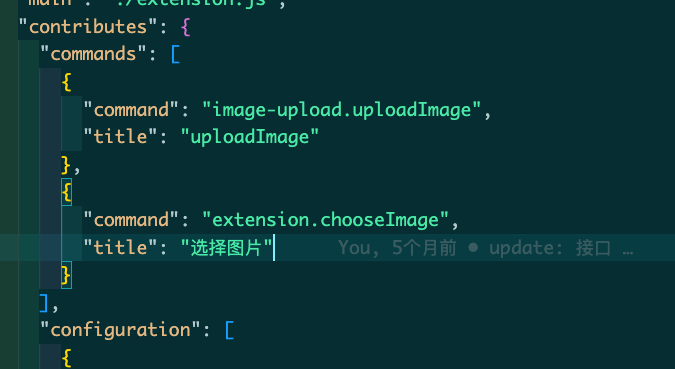 "main": "./extension.js",
"contributes": {
"commands": [
{
"command": "image-upload.uploadImage",
"title": "uploadImage"
},
{
"command": "extension.chooseImage",
"title": "选择图片" You, 5个月前 • update: 接口 …
}
],
"configuration": [
{